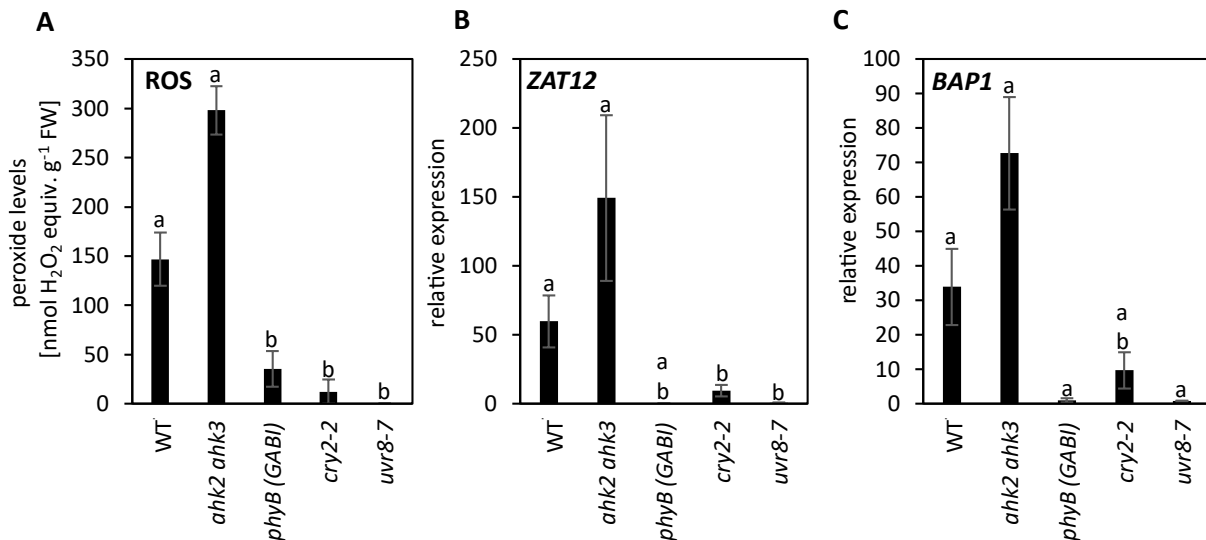 A
peroxide levels
[nmol H₂O₂ equiv. g⁻¹ FW]
350
300
250
200
150
100
50
0
ROS
a
a
b
b
b
WT
ahk2 ahk3
phyB (GABI)
cry2-2
uvr8-7
B
relative expression
250
200
150
100
50
0
ZAT12
a
a
a
b
b
b
WT
ahk2 ahk3
phyB (GABI)
cry2-2
uvr8-7
C
relative expression
100
90
80
70
60
50
40
30
20
10
0
BAP1
a
a
a
a
b
a
WT
ahk2 ahk3
phyB (GABI)
cry2-2
uvr8-7